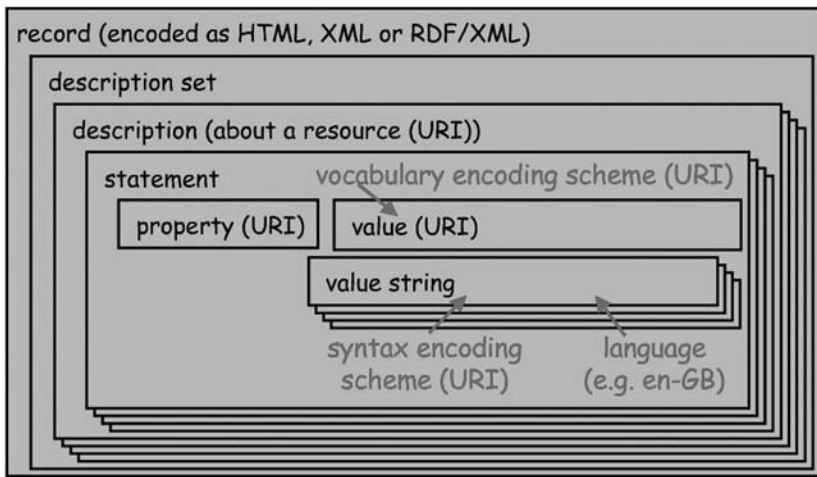 record (encoded as HTML, XML or RDF/XML)
description set
description (about a resource (URI))
statement
vocabulary encoding scheme (URI)
property (URI)
value (URI)
value string
syntax encoding
scheme (URI)
language
(e.g. en-GB)